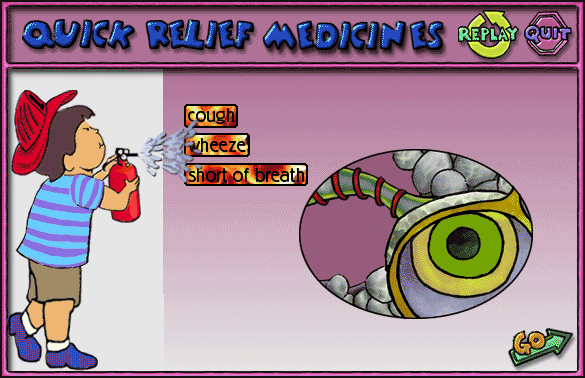 QUICK RELIEF MEDICINES
REPLAY
QUIT
cough
wheeze
short of breath
GO